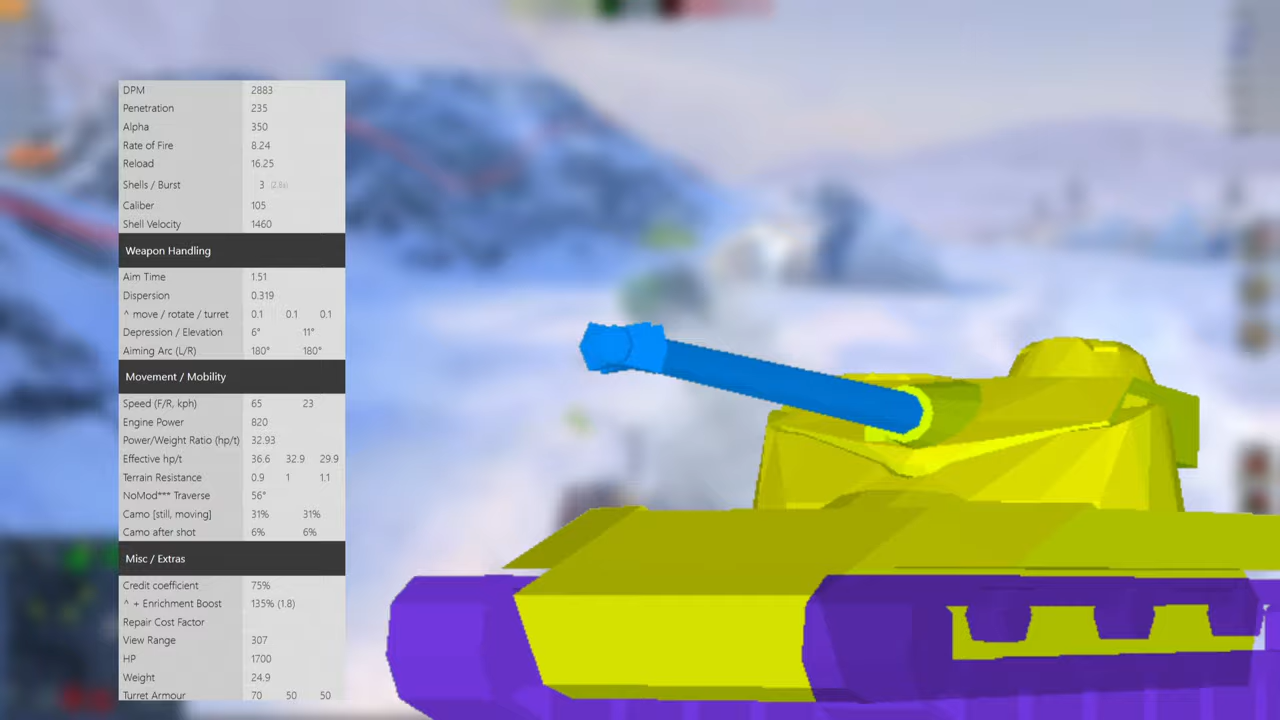 DPM 2883
Penetration 235
Alpha 350
Rate of Fire 8.24
Reload 16.25
Shells / Burst 3 (2.8s)
Caliber 105
Shell Velocity 1460
Weapon Handling
Aim Time 1.51
Dispersion 0.319
^ move / rotate / turret 0.1 0.1 0.1
Depression / Elevation 6° 11°
Aiming Arc (L/R) 180° 180°
Movement / Mobility
Speed (F/R, kph) 65 23
Engine Power 820
Power/Weight Ratio (hp/t) 32.93
Effective hp/t 36.6 32.9 29.9
Terrain Resistance 0.9 1 1.1
NoMod*** Traverse 56°
Camo [still, moving] 31% 31%
Camo after shot 6% 6%
Misc / Extras
Credit coefficient 75%
^ + Enrichment Boost 135% (1.8)
Repair Cost Factor
View Range 307
HP 1700
Weight 24.9
Turret Armour 70 50 50